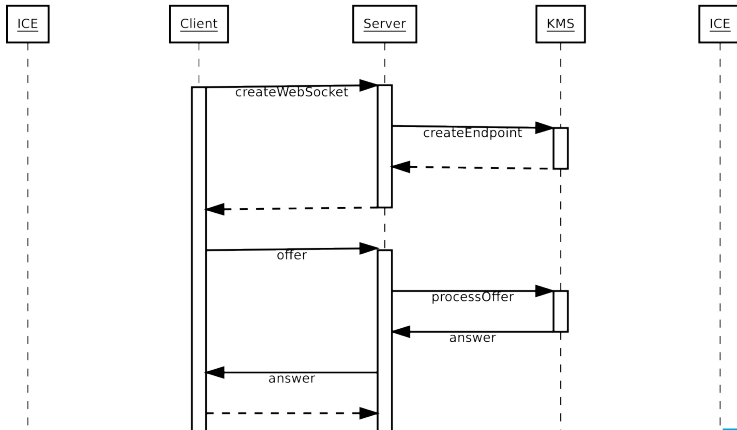 ICE
Client
Server
KMS
ICE
createWebSocket
createEndpoint
offer
processOffer
answer
answer